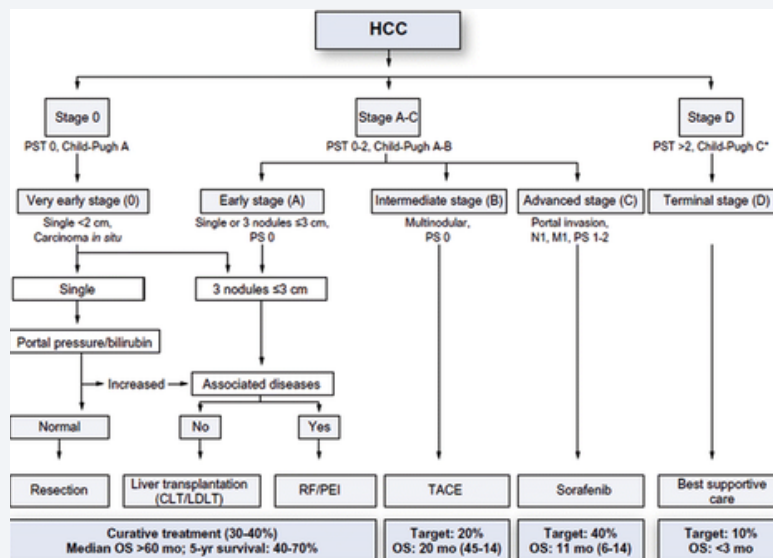 HCC
Stage 0
Stage A-C
Stage D
PST 0, Child-Pugh A
PST 0-2, Child-Pugh A-B
PST >2, Child-Pugh C*
Very early stage (0)
Early stage (A)
Intermediate stage (B)
Advanced stage (C)
Terminal stage (D)
Single <2 cm,
Carcinoma in situ
Single or 3 nodules ≤3 cm,
PS 0
Multinodular,
PS 0
Portal invasion,
N1, M1, PS 1-2
Single
3 nodules ≤3 cm
Portal pressure/bilirubin
Increased
Associated diseases
Normal
No
Yes
Resection
Liver transplantation
(CLT/LDLT)
RF/PEI
TACE
Sorafenib
Best supportive
care
Curative treatment (30-40%)
Median OS >60 mo; 5-yr survival: 40-70%
Target: 20%
OS: 20 mo (45-14)
Target: 40%
OS: 11 mo (6-14)
Target: 10%
OS: <3 mo